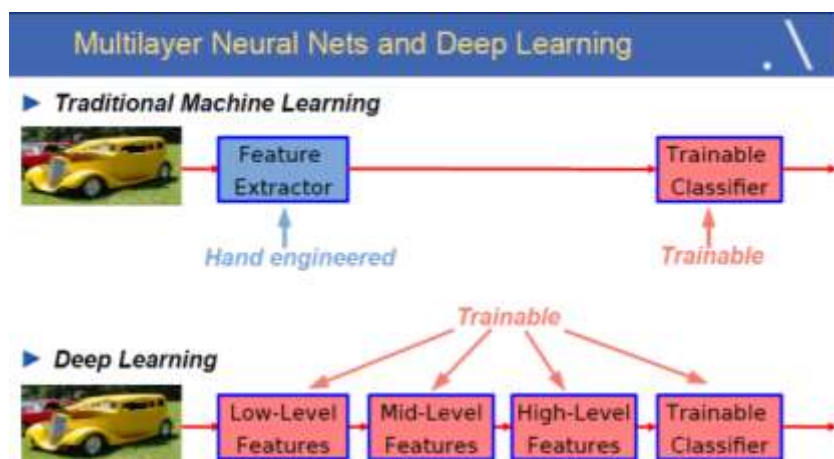 Multilayer Neural Nets and Deep Learning
Traditional Machine Learning
Feature
Extractor
Trainable
Classifier
Hand engineered
Trainable
Trainable
Deep Learning
Low-Level
Features
Mid-Level
Features
High-Level
Features
Trainable
Classifier